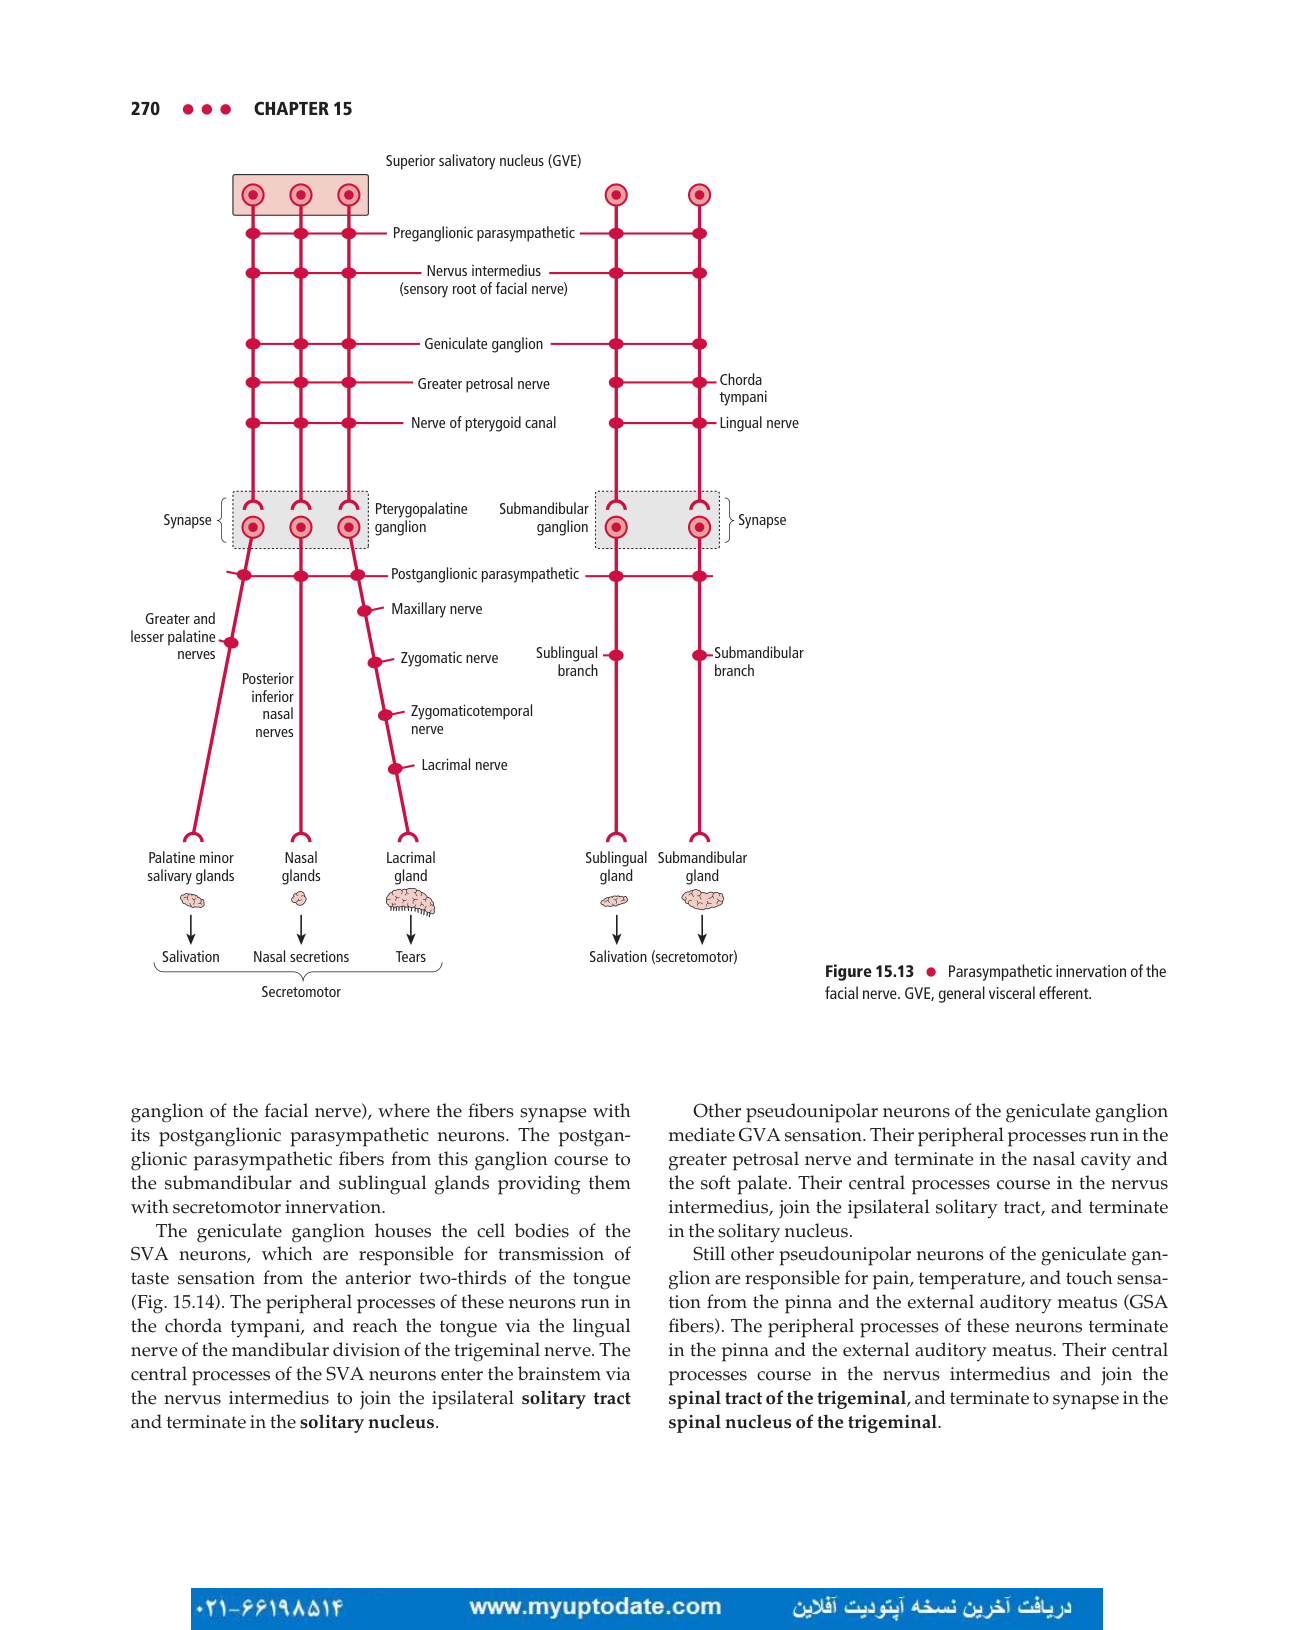 270 ● ● ● CHAPTER 15
Superior salivatory nucleus (GVE)
Preganglionic parasympathetic
Nervus intermedius
(sensory root of facial nerve)
Geniculate ganglion
Greater petrosal nerve
Chorda
tympani
Nerve of pterygoid canal
Lingual nerve
Synapse
Pterygopalatine
ganglion
Submandibular
ganglion
Synapse
Postganglionic parasympathetic
Greater and
lesser palatine
nerves
Maxillary nerve
Zygomatic nerve
Sublingual
branch
Submandibular
branch
Posterior
inferior
nasal
nerves
Zygomaticotemporal
nerve
Lacrimal nerve
Palatine minor
salivary glands
Nasal
glands
Lacrimal
gland
Sublingual
gland
Submandibular
gland
Salivation
Nasal secretions
Tears
Salivation (secretomotor)
Secretomotor
Figure 15.13 ● Parasympathetic innervation of the
facial nerve. GVE, general visceral efferent.
ganglion of the facial nerve), where the fibers synapse with
its postganglionic parasympathetic neurons. The postgan-
glionic parasympathetic fibers from this ganglion course to
the submandibular and sublingual glands providing them
with secretomotor innervation.
The geniculate ganglion houses the cell bodies of the
SVA neurons, which are responsible for transmission of
taste sensation from the anterior two-thirds of the tongue
(Fig. 15.14). The peripheral processes of these neurons run in
the chorda tympani, and reach the tongue via the lingual
nerve of the mandibular division of the trigeminal nerve. The
central processes of the SVA neurons enter the brainstem via
the nervus intermedius to join the ipsilateral solitary tract
and terminate in the solitary nucleus.
Other pseudounipolar neurons of the geniculate ganglion
mediate GVA sensation. Their peripheral processes run in the
greater petrosal nerve and terminate in the nasal cavity and
the soft palate. Their central processes course in the nervus
intermedius, join the ipsilateral solitary tract, and terminate
in the solitary nucleus.
Still other pseudounipolar neurons of the geniculate gan-
glion are responsible for pain, temperature, and touch sensa-
tion from the pinna and the external auditory meatus (GSA
fibers). The peripheral processes of these neurons terminate
in the pinna and the external auditory meatus. Their central
processes course in the nervus intermedius and join the
spinal tract of the trigeminal, and terminate to synapse in the
spinal nucleus of the trigeminal.
۰۲۱-۶۶۱۹۸۵۱۴ www.myuptodate.com دریافت آخرین نسخه آپتودیت آفلاین